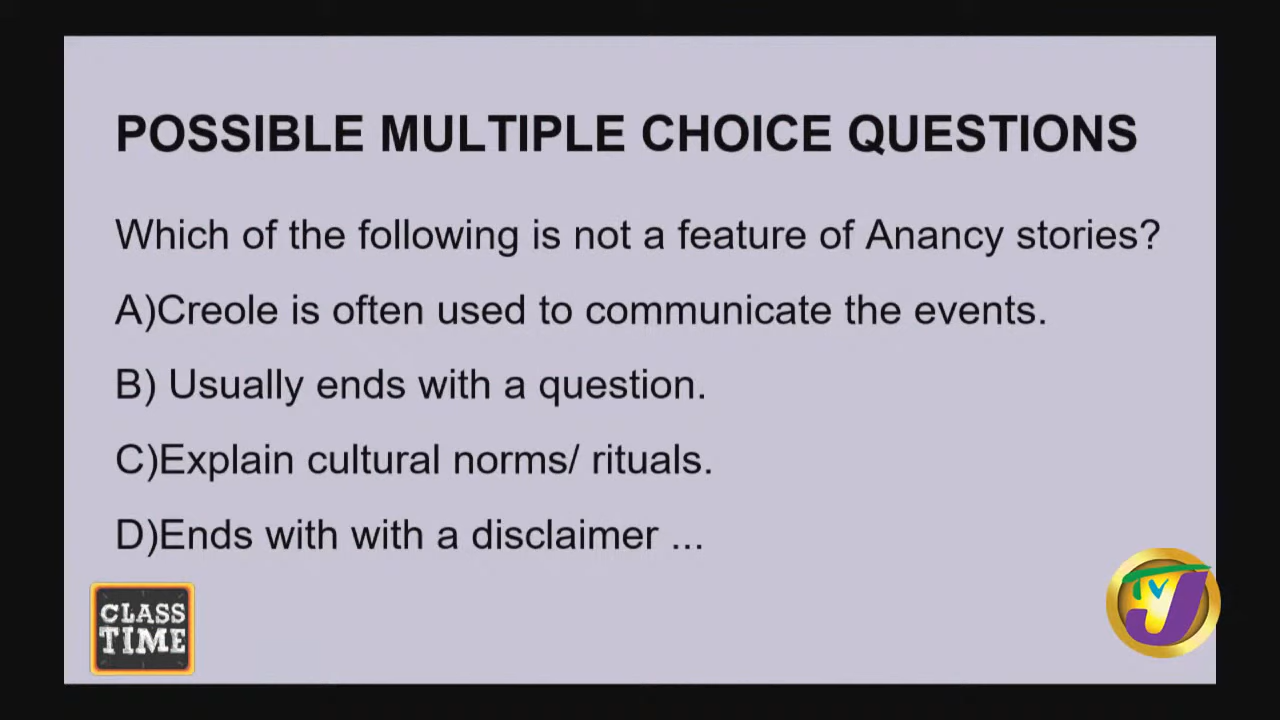 POSSIBLE MULTIPLE CHOICE QUESTIONS
Which of the following is not a feature of Anancy stories?
A)Creole is often used to communicate the events.
B) Usually ends with a question.
C)Explain cultural norms/ rituals.
D)Ends with with a disclaimer ...
CLASS
TIME
TVJ